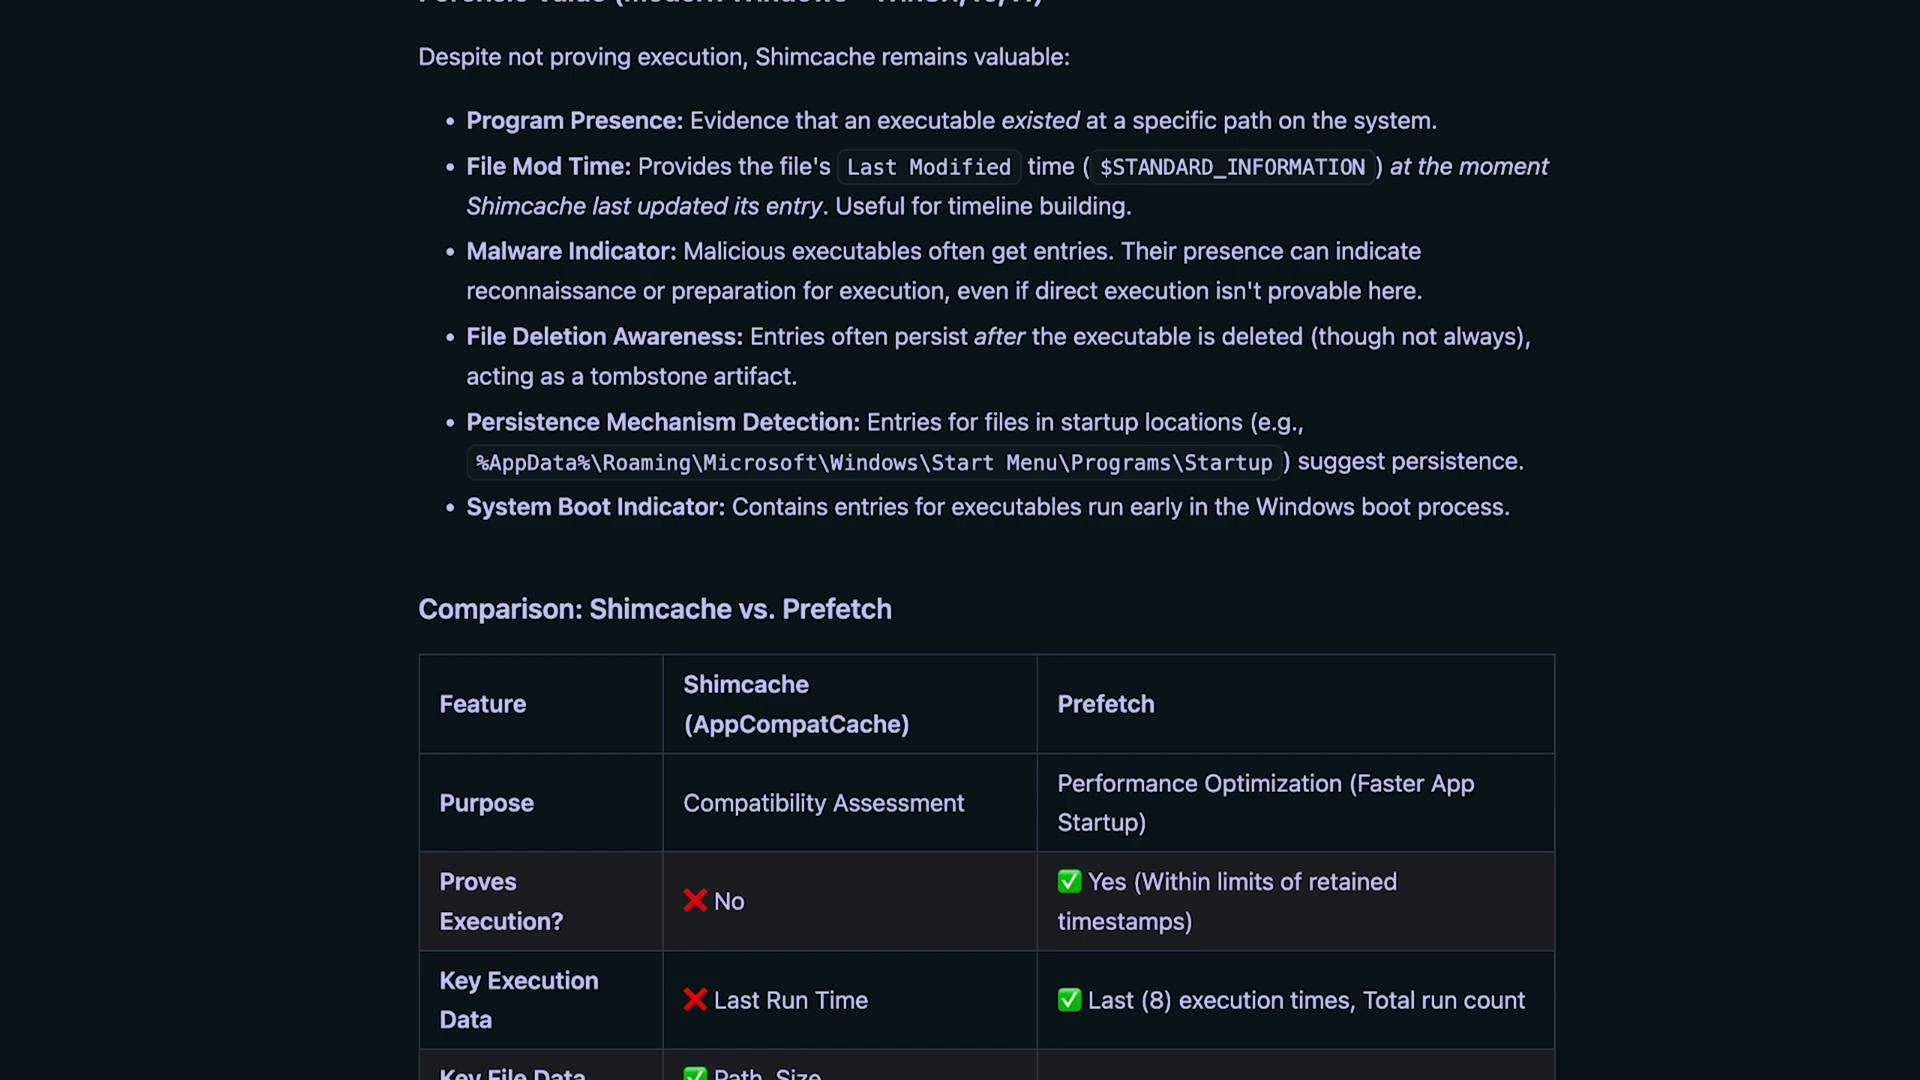 Despite not proving execution, Shimcache remains valuable:
• Program Presence: Evidence that an executable existed at a specific path on the system.
• File Mod Time: Provides the file's Last Modified time ( $STANDARD_INFORMATION ) at the moment
Shimcache last updated its entry. Useful for timeline building.
• Malware Indicator: Malicious executables often get entries. Their presence can indicate
reconnaissance or preparation for execution, even if direct execution isn't provable here.
• File Deletion Awareness: Entries often persist after the executable is deleted (though not always),
acting as a tombstone artifact.
• Persistence Mechanism Detection: Entries for files in startup locations (e.g.,
%AppData%\Roaming\Microsoft\Windows\Start Menu\Programs\Startup ) suggest persistence.
• System Boot Indicator: Contains entries for executables run early in the Windows boot process.
Comparison: Shimcache vs. Prefetch
Feature
Shimcache
(AppCompatCache)
Prefetch
Purpose
Compatibility Assessment
Performance Optimization (Faster App
Startup)
Proves
Execution?
❌ No
✅ Yes (Within limits of retained
timestamps)
Key Execution
Data
❌ Last Run Time
✅ Last (8) execution times, Total run count
Key File Data
✅ Path, Size